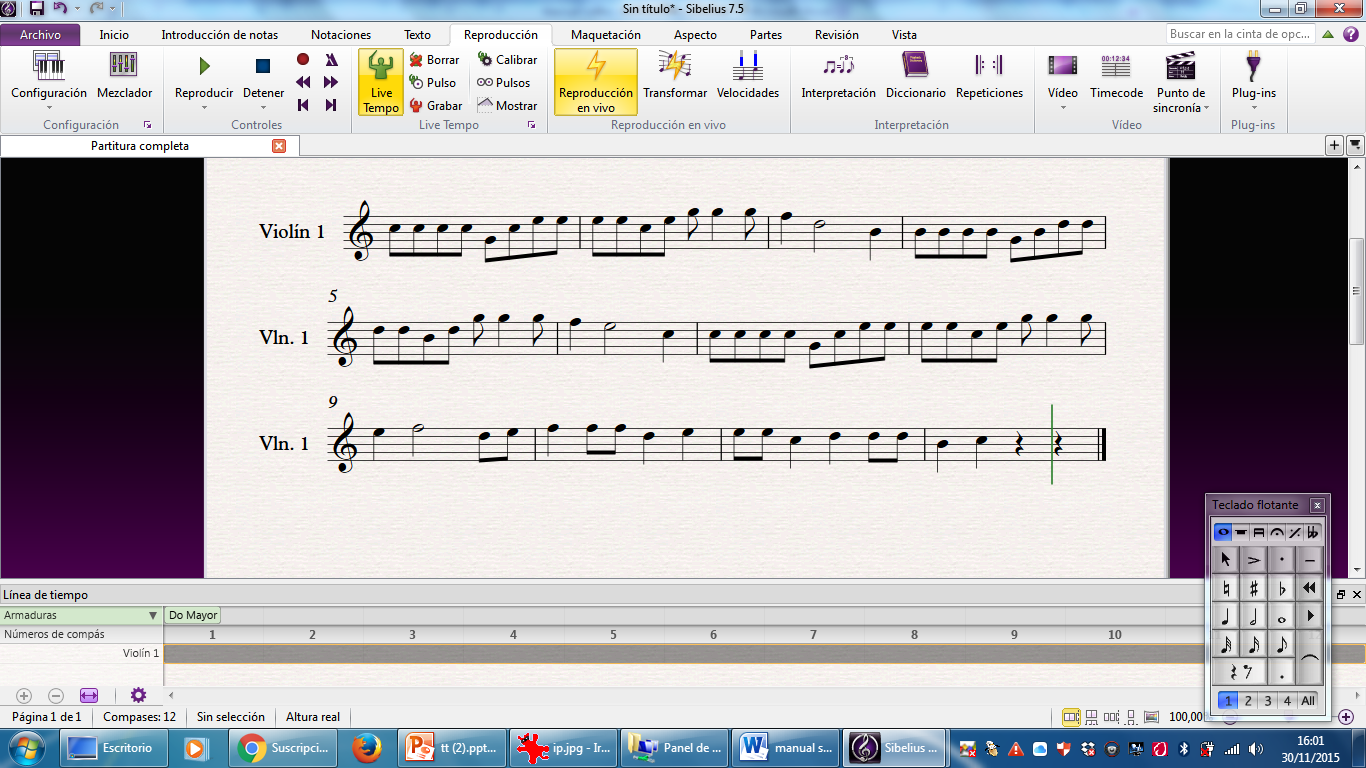 Sin título* - Sibelius 7.5
Archivo Inicio Introducción de notas Notaciones Texto Reproducción Maquetación Aspecto Partes Revisión Vista Buscar en la cinta de opc...
Configuración Mezclador Reproducir Detener Live Tempo Borrar Calibrar Pulso Pulsos Grabar Mostrar Reproducción en vivo Transformar Velocidades Interpretación Diccionario Repeticiones Vídeo 00:12:34 Timecode Punto de sincronía Plug-ins
Configuración Controles Live Tempo Reproducción en vivo Interpretación Vídeo Plug-ins
Partitura completa
Violín 1
5
Vln. 1
9
Vln. 1
Teclado flotante
Línea de tiempo
Armaduras Do Mayor
Números de compás 1 2 3 4 5 6 7 8 9 10
Violín 1
1 2 3 4 All
Página 1 de 1 Compases: 12 Sin selección Altura real 100,00
Escritorio Suscripci... tt (2).ppt... ip.jpg - Ir... Panel de ... manual s... Sibelius ...
16:01
30/11/2015